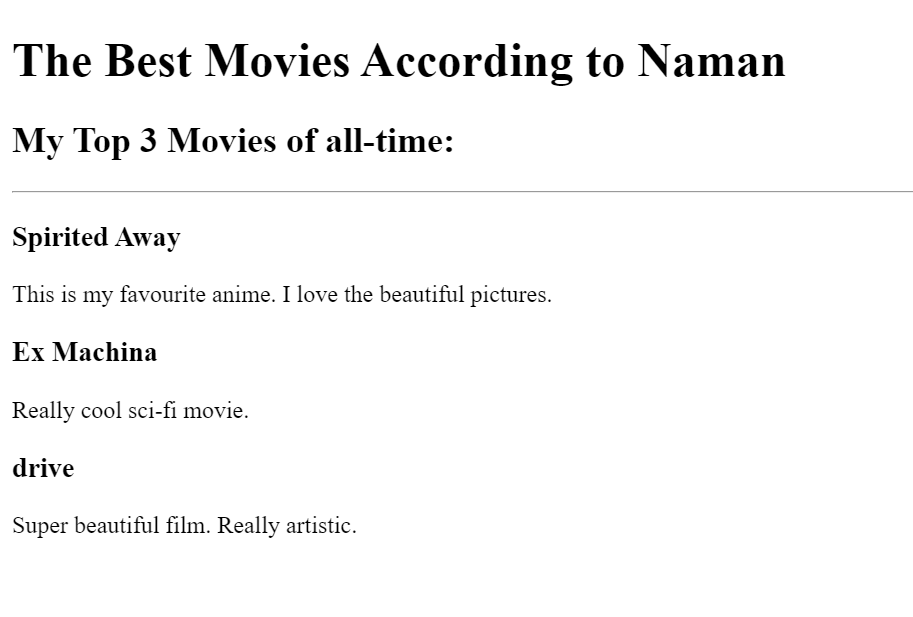 The Best Movies According to Naman
My Top 3 Movies of all-time:
Spirited Away
This is my favourite anime. I love the beautiful pictures.
Ex Machina
Really cool sci-fi movie.
drive
Super beautiful film. Really artistic.